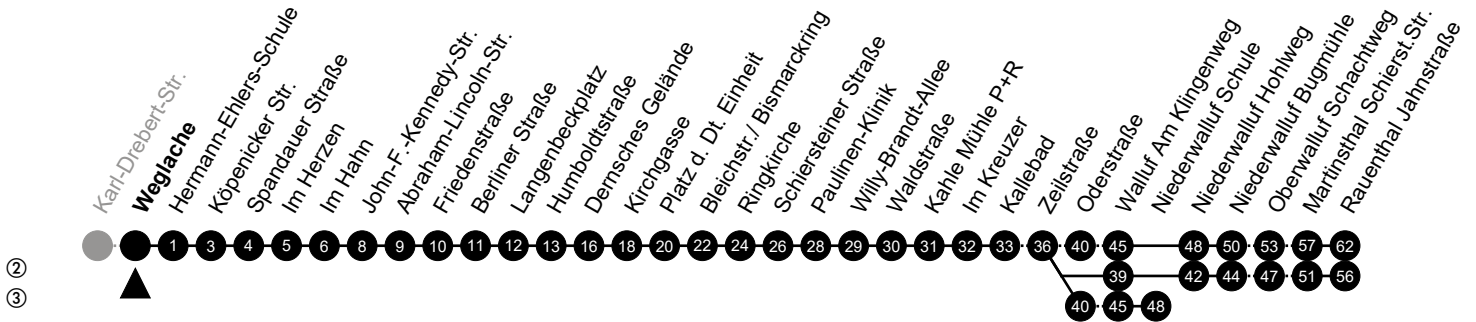 Karl-Drebert-Str.
Weglache
Hermann-Ehlers-Schule
Köpenicker Str.
Spandauer Straße
Im Herzen
Im Hahn
John-F.-Kennedy-Str.
Abraham-Lincoln-Str.
Friedenstraße
Berliner Straße
Langenbeckplatz
Humboldtstraße
Dernsches Gelände
Kirchgasse
Platz d. Dt. Einheit
Bleichstr./ Bismarckring
Ringkirche
Schiersteiner Straße
Paulinen-Klinik
Willy-Brandt-Allee
Waldstraße
Kahle Mühle P+R
Im Kreuzer
Kallebad
Zeilstraße
Oderstraße
Walluf Am Klingenweg
Niederwalluf Schule
Niederwalluf Hohlweg
Niederwalluf Bugmühle
Oberwalluf Schachtweg
Martinsthal Schierst.Str.
Rauenthal Jahnstraße
1 3 4 5 6 8 9 10 11 12 13 16 18 20 22 24 26 28 29 30 31 32 33 36 40 45 48 50 53 57 62
② 39 42 44 47 51 56
③ 40 45 48